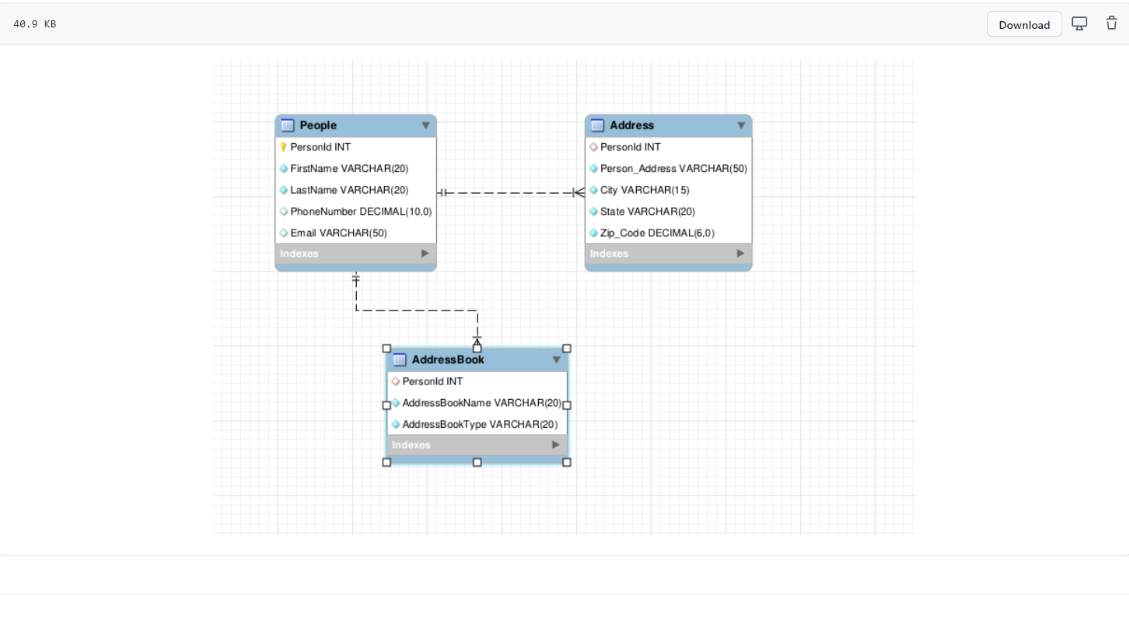 40.9 KB
Download
People
PersonId INT
FirstName VARCHAR(20)
LastName VARCHAR(20)
PhoneNumber DECIMAL(10,0)
Email VARCHAR(50)
Indexes
Address
PersonId INT
Person_Address VARCHAR(50)
City VARCHAR(15)
State VARCHAR(20)
Zip_Code DECIMAL(6,0)
Indexes
AddressBook
PersonId INT
AddressBookName VARCHAR(20)
AddressBookType VARCHAR(20)
Indexes